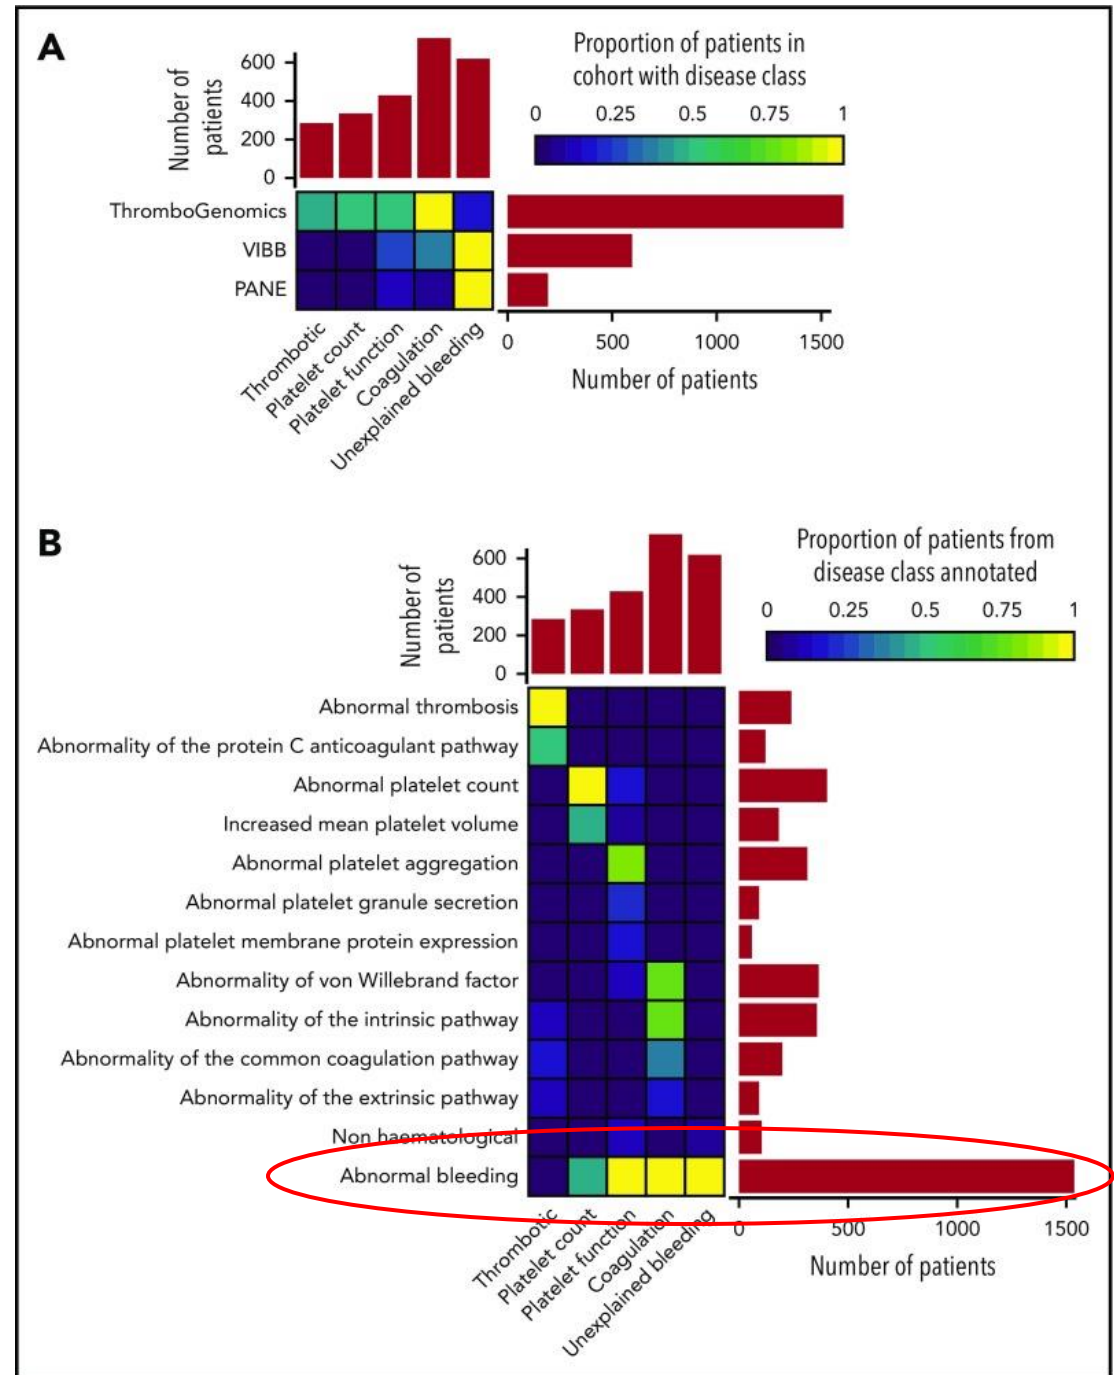 A
Number of
patients
600
400
200
0
Proportion of patients in
cohort with disease class
0 0.25 0.5 0.75 1
ThromboGenomics
VIBB
PANE
Thrombotic
Platelet count
Platelet function
Coagulation
Unexplained bleeding
0 500 1000 1500
Number of patients
B
Number of
patients
600
400
200
0
Proportion of patients from
disease class annotated
0 0.25 0.5 0.75 1
Abnormal thrombosis
Abnormality of the protein C anticoagulant pathway
Abnormal platelet count
Increased mean platelet volume
Abnormal platelet aggregation
Abnormal platelet granule secretion
Abnormal platelet membrane protein expression
Abnormality of von Willebrand factor
Abnormality of the intrinsic pathway
Abnormality of the common coagulation pathway
Abnormality of the extrinsic pathway
Non haematological
Abnormal bleeding
Thrombotic
Platelet count
Platelet function
Coagulation
Unexplained bleeding
0 500 1000 1500
Number of patients